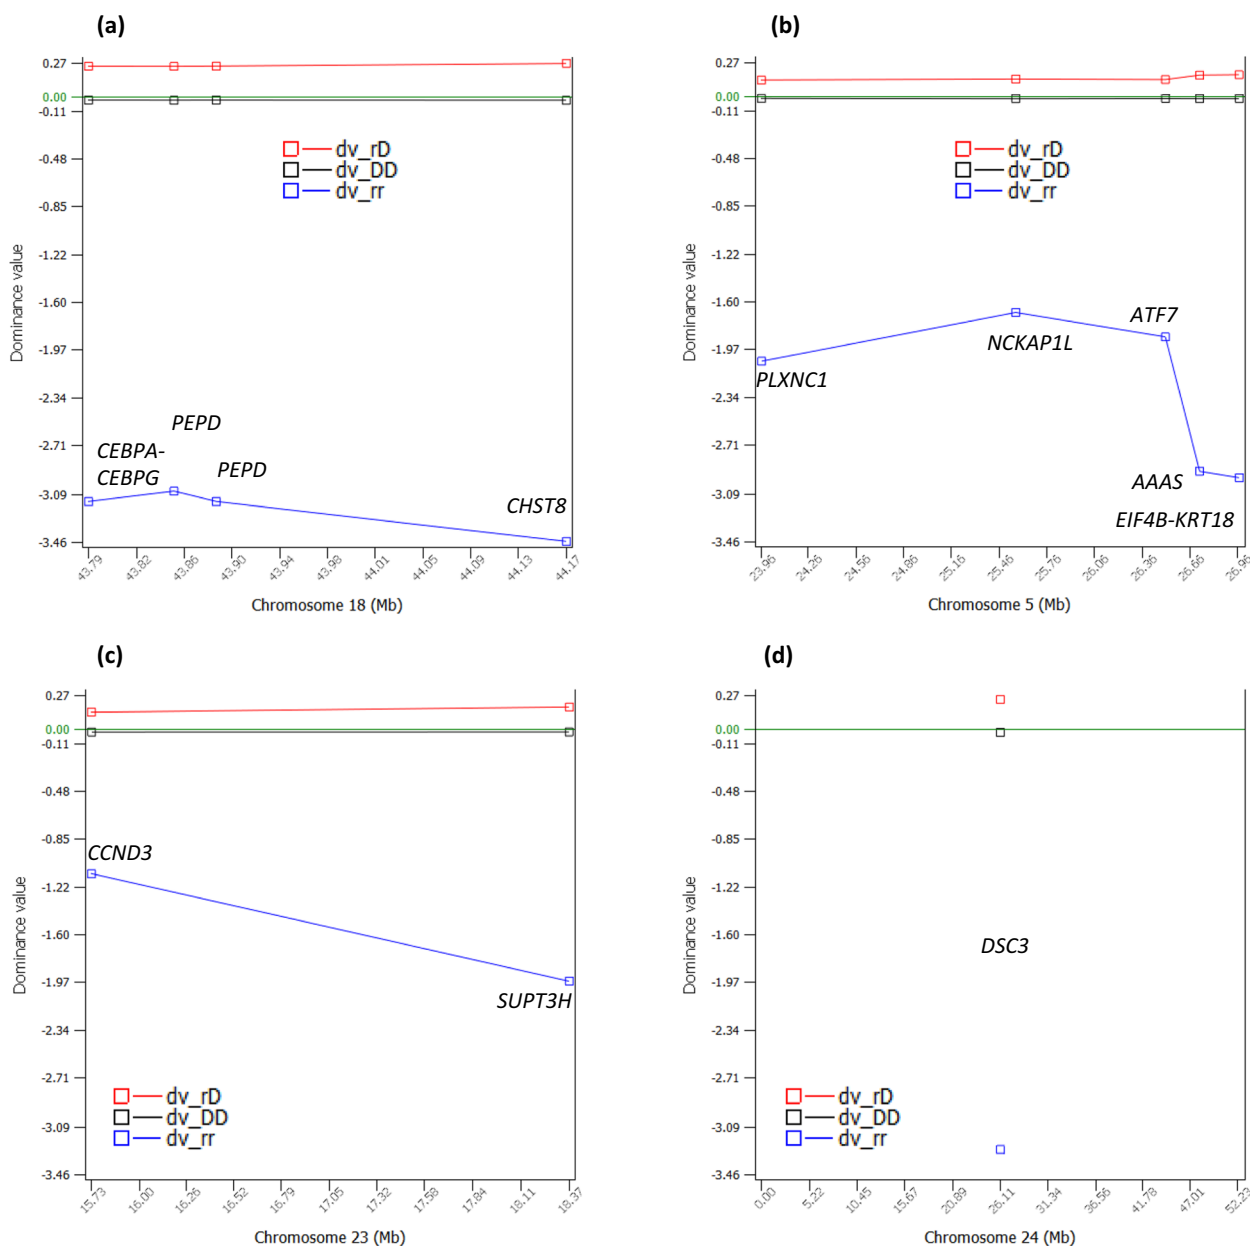 (a)
0.27
0.00
-0.11
-0.48
-0.85
-1.22
-1.60
-1.97
-2.34
-2.71
-3.09
-3.46
Dominance value
dv_rD
dv_DD
dv_rr
PEPD
CEBPA-
CEBPG
PEPD
CHST8
43.79
43.82
43.86
43.90
43.94
43.98
44.01
44.05
44.09
44.13
44.17
Chromosome 18 (Mb)
(b)
0.27
0.00
-0.11
-0.48
-0.85
-1.22
-1.60
-1.97
-2.34
-2.71
-3.09
-3.46
Dominance value
dv_rD
dv_DD
dv_rr
ATF7
NCKAP1L
PLXNC1
AAAS
EIF4B-KRT18
23.96
24.26
24.56
24.86
25.16
25.46
25.76
26.06
26.36
26.66
26.96
Chromosome 5 (Mb)
(c)
0.27
0.00
-0.11
-0.48
-0.85
-1.22
-1.60
-1.97
-2.34
-2.71
-3.09
-3.46
Dominance value
CCND3
SUPT3H
dv_rD
dv_DD
dv_rr
15.73
16.00
16.26
16.52
16.79
17.05
17.32
17.58
17.84
18.11
18.37
Chromosome 23 (Mb)
(d)
0.27
0.00
-0.11
-0.48
-0.85
-1.22
-1.60
-1.97
-2.34
-2.71
-3.09
-3.46
Dominance value
DSC3
dv_rD
dv_DD
dv_rr
0.00
5.22
10.45
15.67
20.89
26.11
31.34
36.56
41.78
47.01
52.23
Chromosome 24 (Mb)